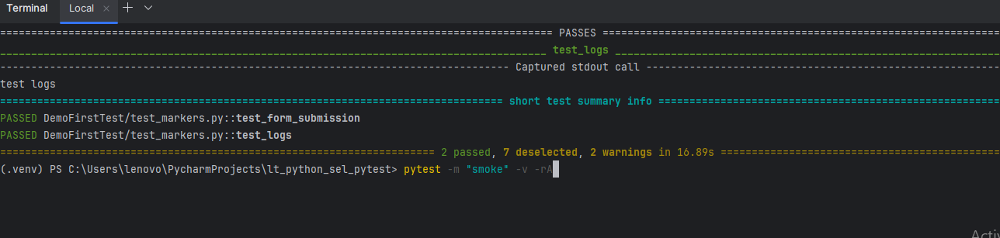 Terminal Local × + ⌄
=== PASSES ===
___ test_logs ___
--- Captured stdout call ---
test logs
=== short test summary info ===
PASSED DemoFirstTest/test_markers.py::test_form_submission
PASSED DemoFirstTest/test_markers.py::test_logs
=== 2 passed, 7 deselected, 2 warnings in 16.89s ===
(.venv) PS C:\Users\lenovo\PycharmProjects\lt_python_sel_pytest> pytest -m "smoke" -v -rA
Activ